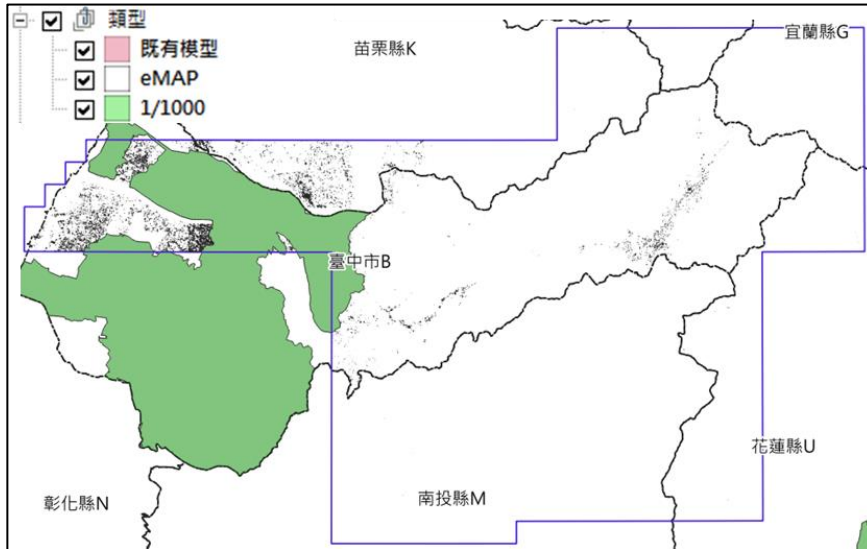 類型
既有模型
eMAP
1/1000
苗栗縣K
宜蘭縣G
臺中市B
花蓮縣U
彰化縣N
南投縣M